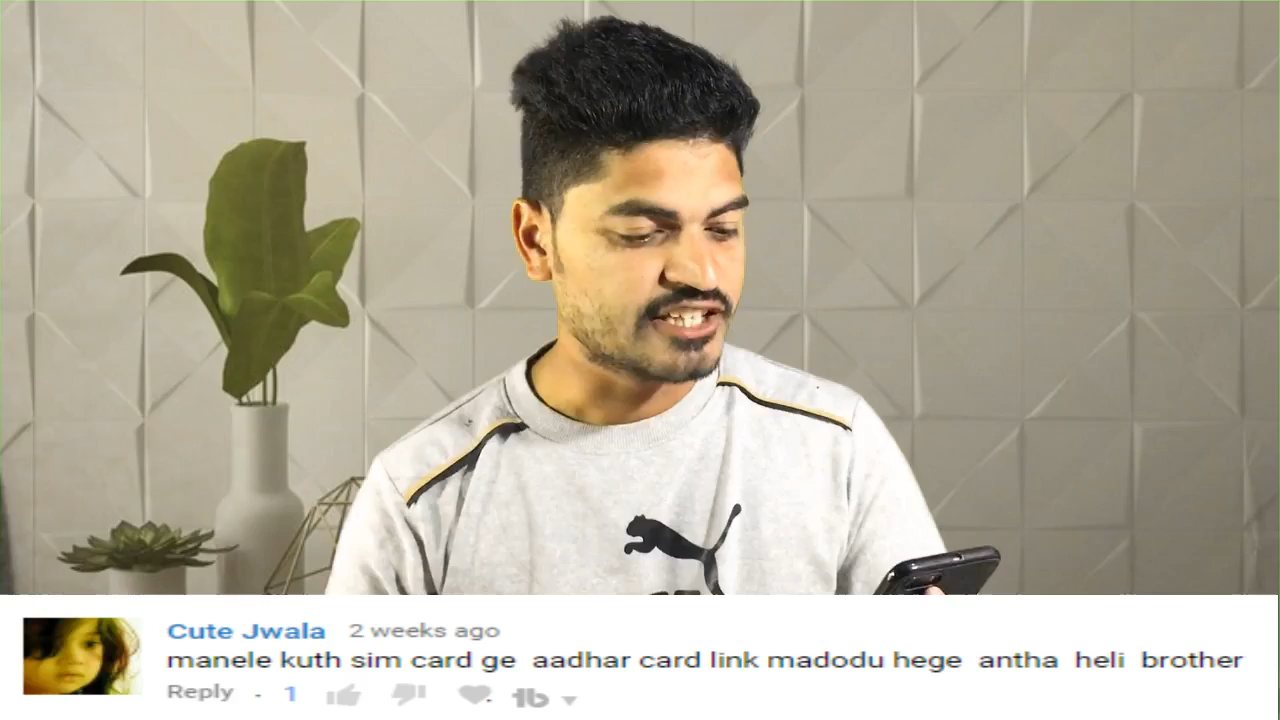 Cute Jwala 2 weeks ago
manele kuth sim card ge aadhar card link madodu hege antha heli brother
Reply . 1